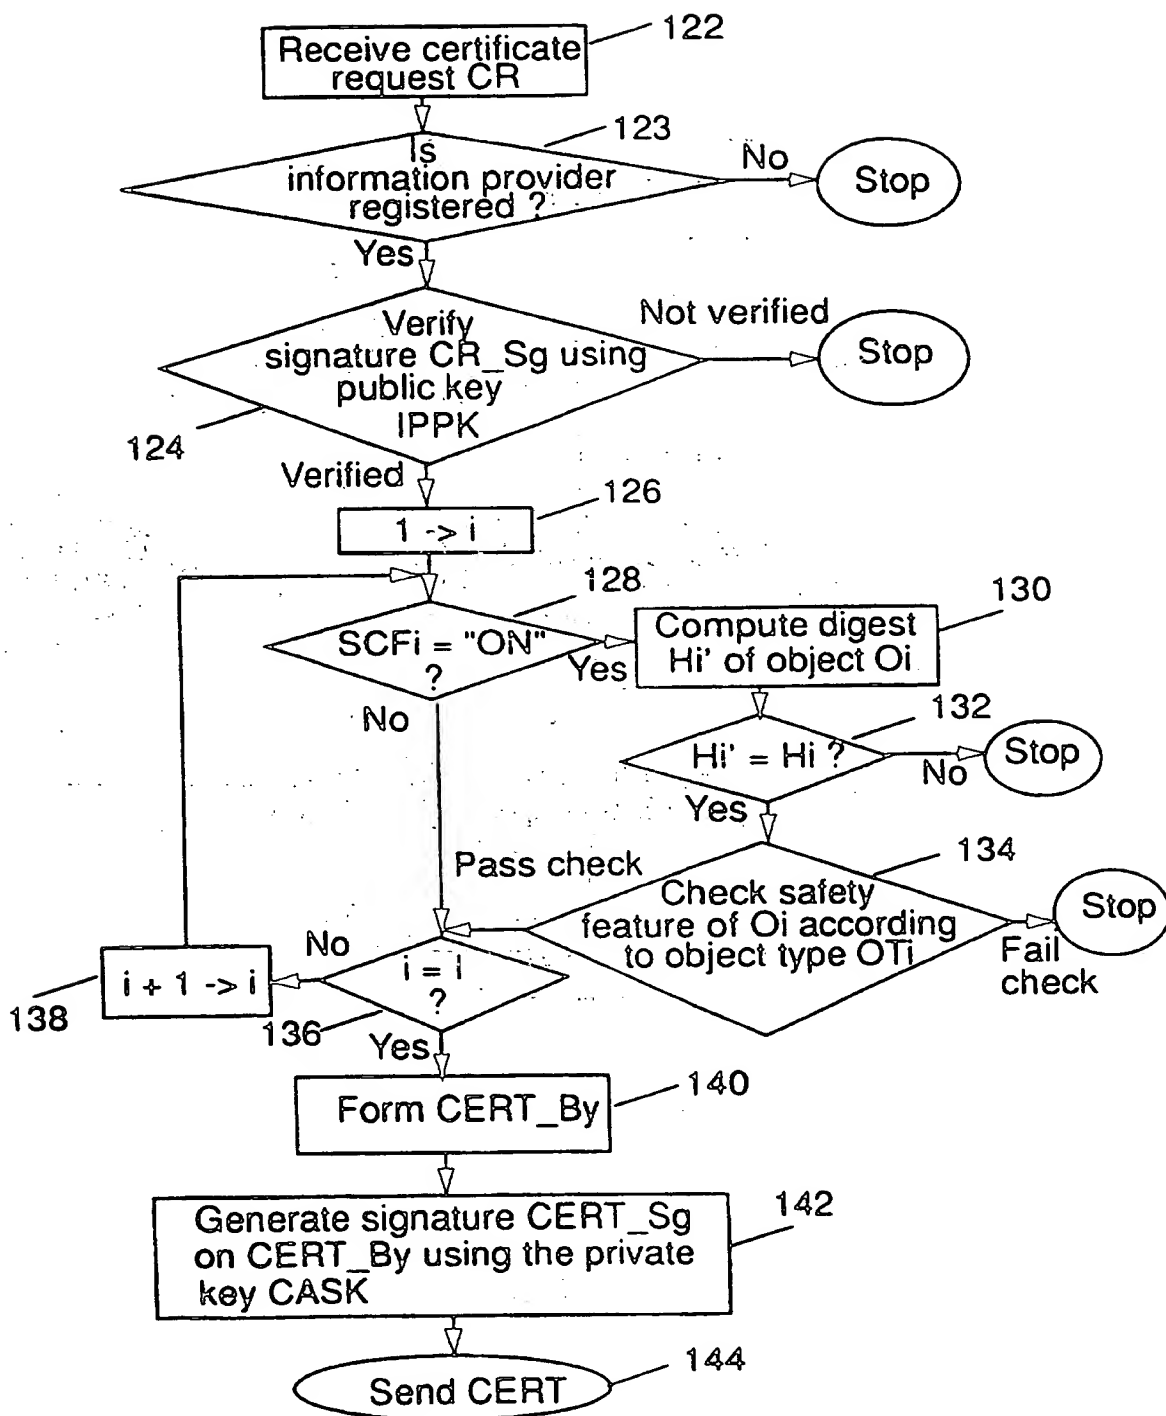 122
Receive certificate
request CR
123
Is
information provider
registered ?
No
Stop
Yes
Verify
signature CR_Sg using
public key
IPPK
Not verified
Stop
124
Verified
126
1 -> i
128
SCFi = "ON"
?
Yes
No
130
Compute digest
Hi' of object Oi
132
Hi' = Hi ?
No
Stop
Yes
134
Pass check
Check safety
feature of Oi according
to object type OTi
Stop
Fail
check
No
i = i
?
i + 1 -> i
138
136
Yes
140
Form CERT_By
142
Generate signature CERT_Sg
on CERT_By using the private
key CASK
144
Send CERT